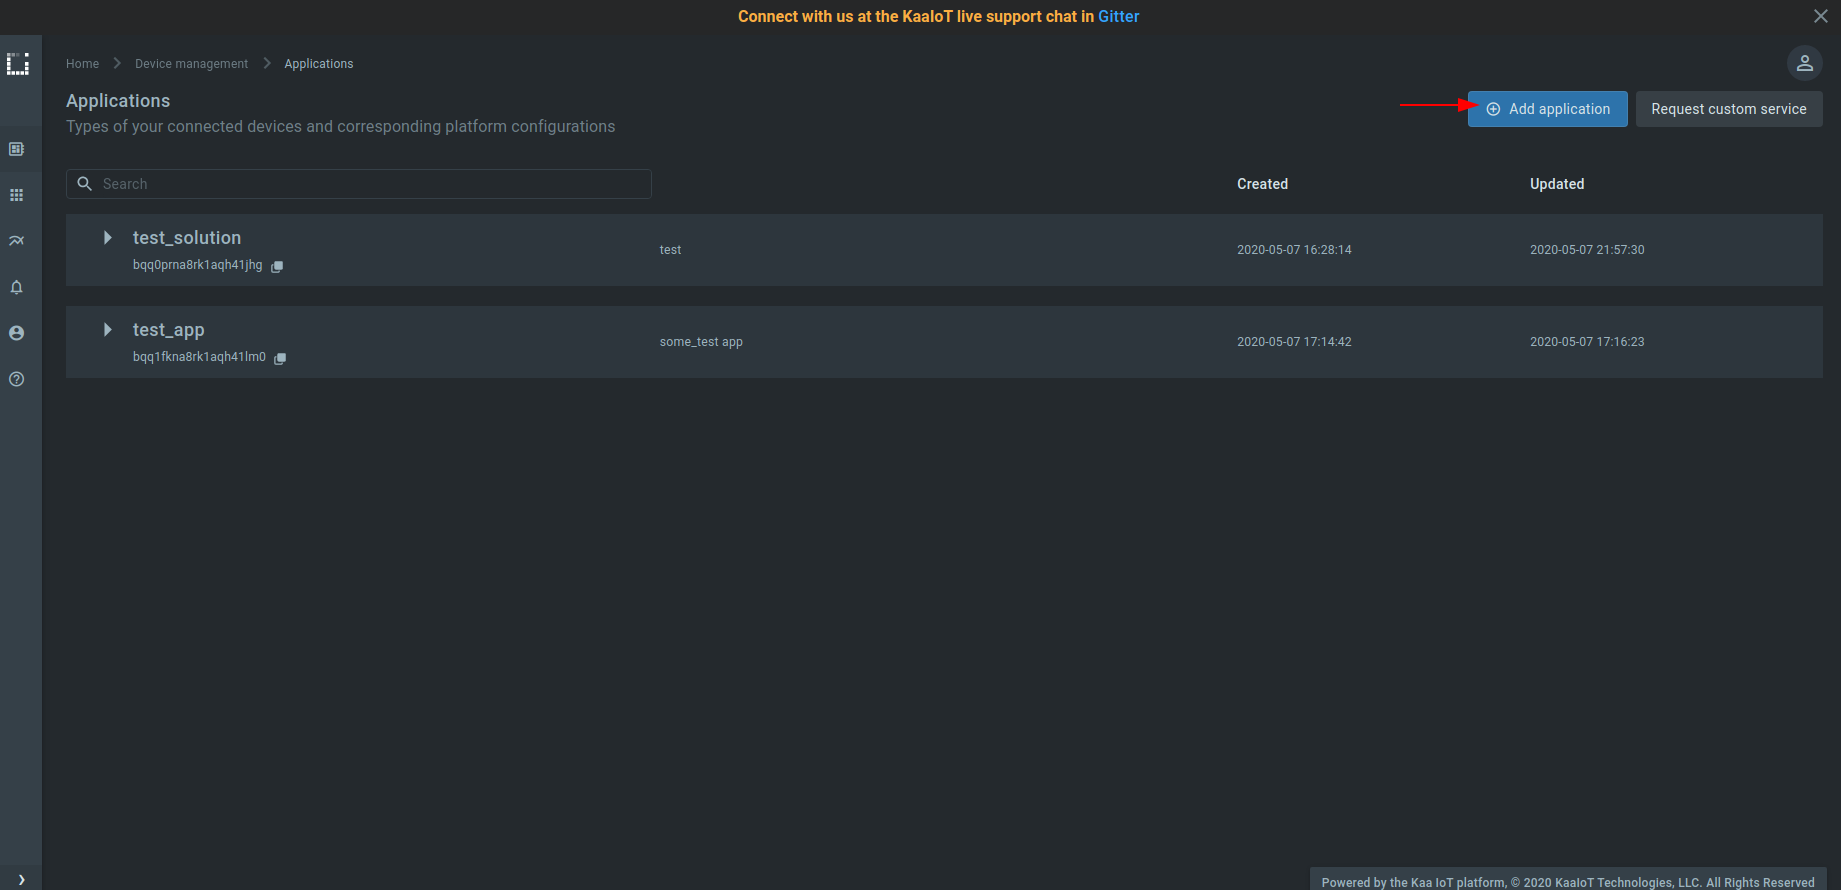 Connect with us at the KaaIoT live support chat in Gitter
Home Device management Applications
Applications
Types of your connected devices and corresponding platform configurations
Add application
Request custom service
Search
Created
Updated
test_solution
bqq0prna8rk1aqh41jhg
test
2020-05-07 16:28:14
2020-05-07 21:57:30
test_app
bqq1fkna8rk1aqh41lm0
some_test app
2020-05-07 17:14:42
2020-05-07 17:16:23
Powered by the Kaa IoT platform, © 2020 KaaIoT Technologies, LLC. All Rights Reserved